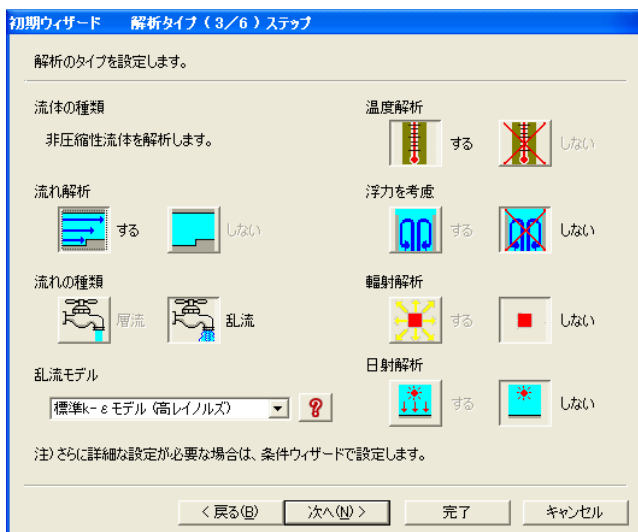 初期ウィザード 解析タイプ（3/6）ステップ
解析のタイプを設定します。
流体の種類
非圧縮性流体を解析します。
流れ解析
する
しない
流れの種類
層流
乱流
乱流モデル
標準k-εモデル（高レイノルズ）
?
温度解析
する
しない
浮力を考慮
する
しない
輻射解析
する
しない
日射解析
する
しない
注）さらに詳細な設定が必要な場合は、条件ウィザードで設定します。
< 戻る(B)
次へ(N) >
完了
キャンセル